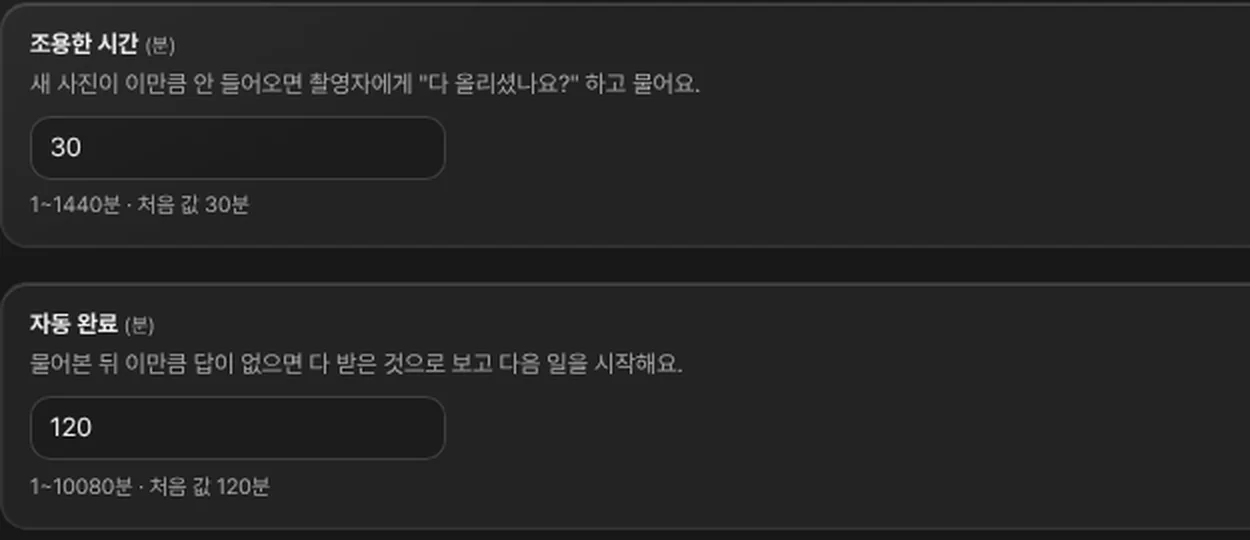 조용한 시간 (분)
새 사진이 이만큼 안 들어오면 촬영자에게 "다 올리셨나요?" 하고 물어요.
30
1~1440분 · 처음 값 30분
자동 완료 (분)
물어본 뒤 이만큼 답이 없으면 다 받은 것으로 보고 다음 일을 시작해요.
120
1~10080분 · 처음 값 120분